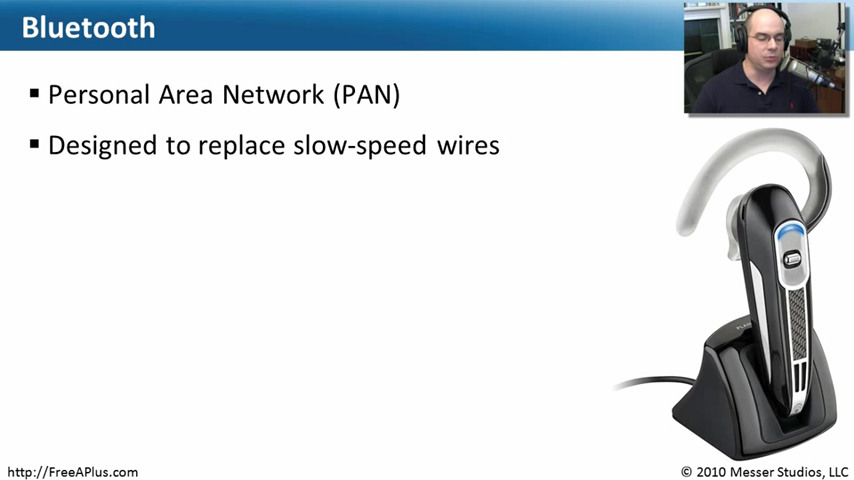 Bluetooth
▪ Personal Area Network (PAN)
▪ Designed to replace slow-speed wires
http://FreeAPlus.com
© 2010 Messer Studios, LLC